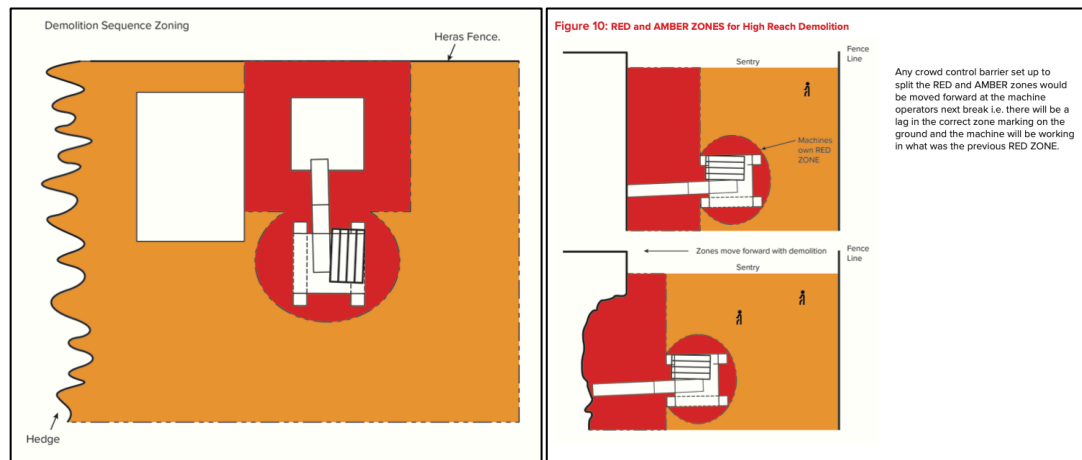 Demolition Sequence Zoning
Heras Fence.
Hedge
Figure 10: RED and AMBER ZONES for High Reach Demolition
Fence
Line
Sentry
Machines
own RED
ZONE
Any crowd control barrier set up to
split the RED and AMBER zones would
be moved forward at the machine
operators next break i.e. there will be a
lag in the correct zone marking on the
ground and the machine will be working
in what was the previous RED ZONE.
Zones move forward with demolition
Fence
Line
Sentry